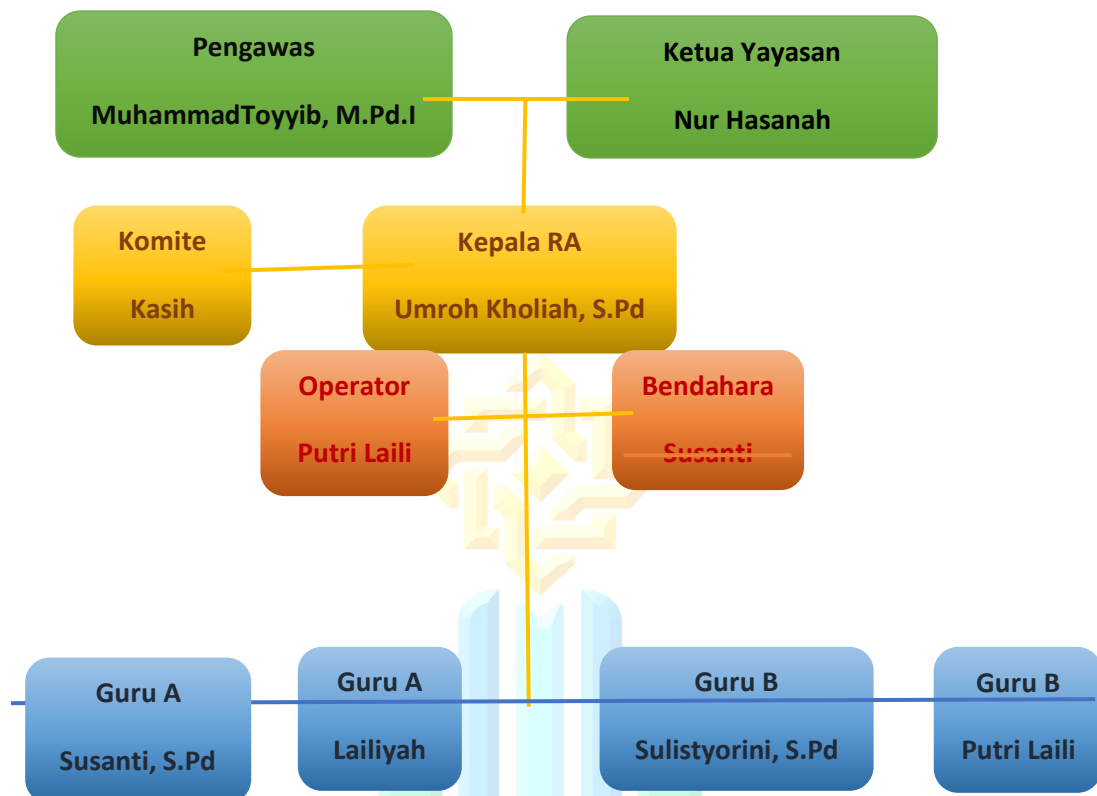 Pengawas
MuhammadToyyib, M.Pd.I
Ketua Yayasan
Nur Hasanah
Komite
Kasih
Kepala RA
Umroh Kholiah, S.Pd
Operator
Putri Laili
Bendahara
Susanti
Guru A
Susanti, S.Pd
Guru A
Lailiyah
Guru B
Sulistyorini, S.Pd
Guru B
Putri Laili